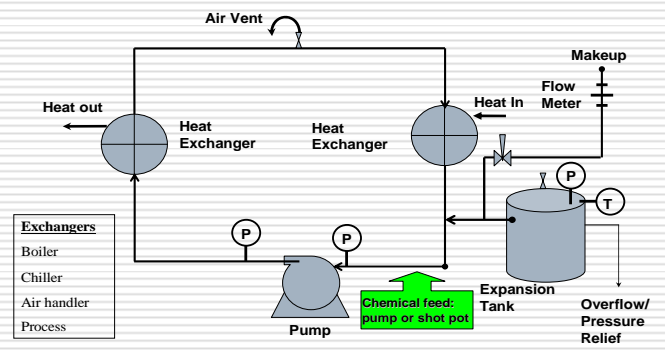 Air Vent
Makeup
Flow
Meter
Heat out
Heat
Exchanger
Heat
Exchanger
Heat In
P
T
P
P
Exchangers
Boiler
Chiller
Air handler
Process
Pump
Chemical feed:
pump or shot pot
Expansion
Tank
Overflow/
Pressure
Relief